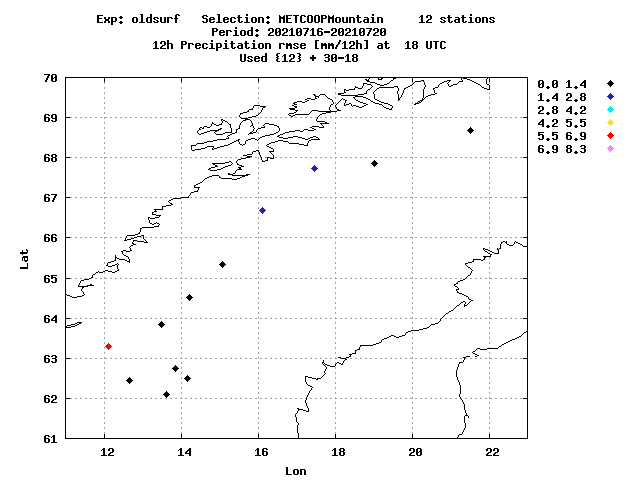 Exp: oldsurf   Selection: METCOOPMountain     12 stations
Period: 20210716-20210720
12h Precipitation rmse [mm/12h] at  18 UTC
Used {12} + 30-18
0.0 1.4
1.4 2.8
2.8 4.2
4.2 5.5
5.5 6.9
6.9 8.3
70
69
68
67
66
65
64
63
62
61
Lat
12 14 16 18 20 22
Lon